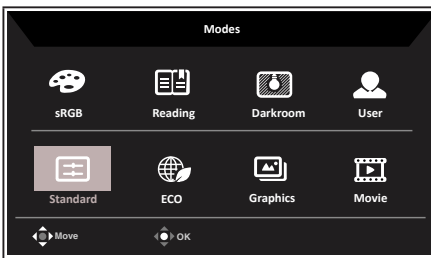 Modes
sRGB Reading Darkroom User
Standard ECO Graphics Movie
Move OK